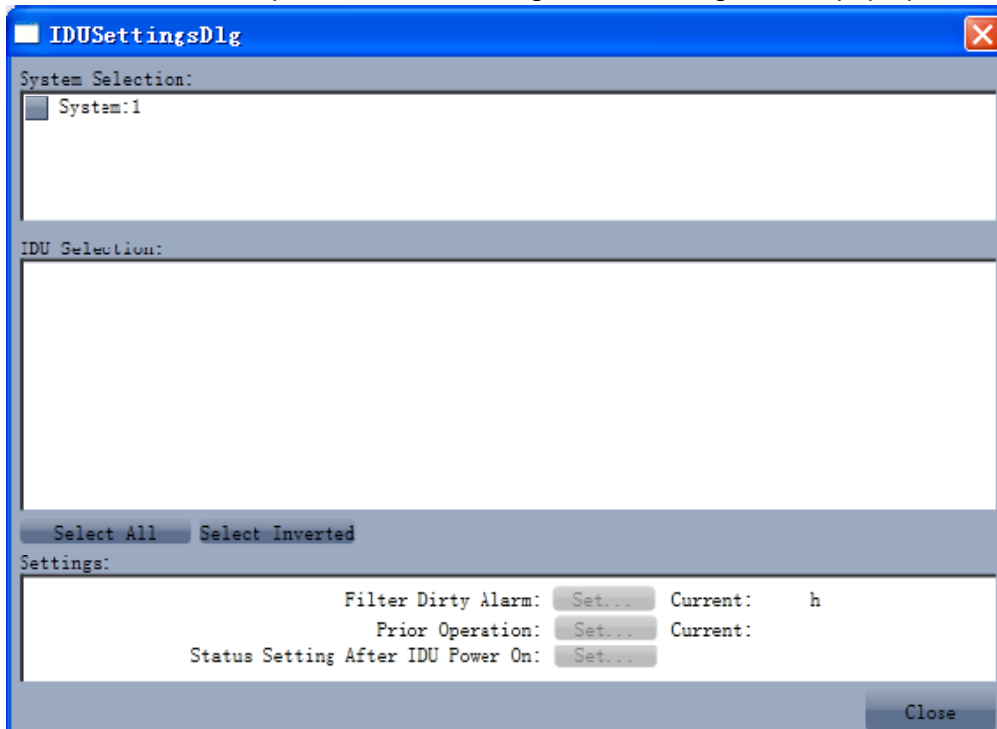 IDUSettingsDlg
System Selection:
System:1
IDU Selection:
Select All Select Inverted
Settings:
Filter Dirty Alarm: Set... Current: h
Prior Operation: Set... Current:
Status Setting After IDU Power On: Set...
Close